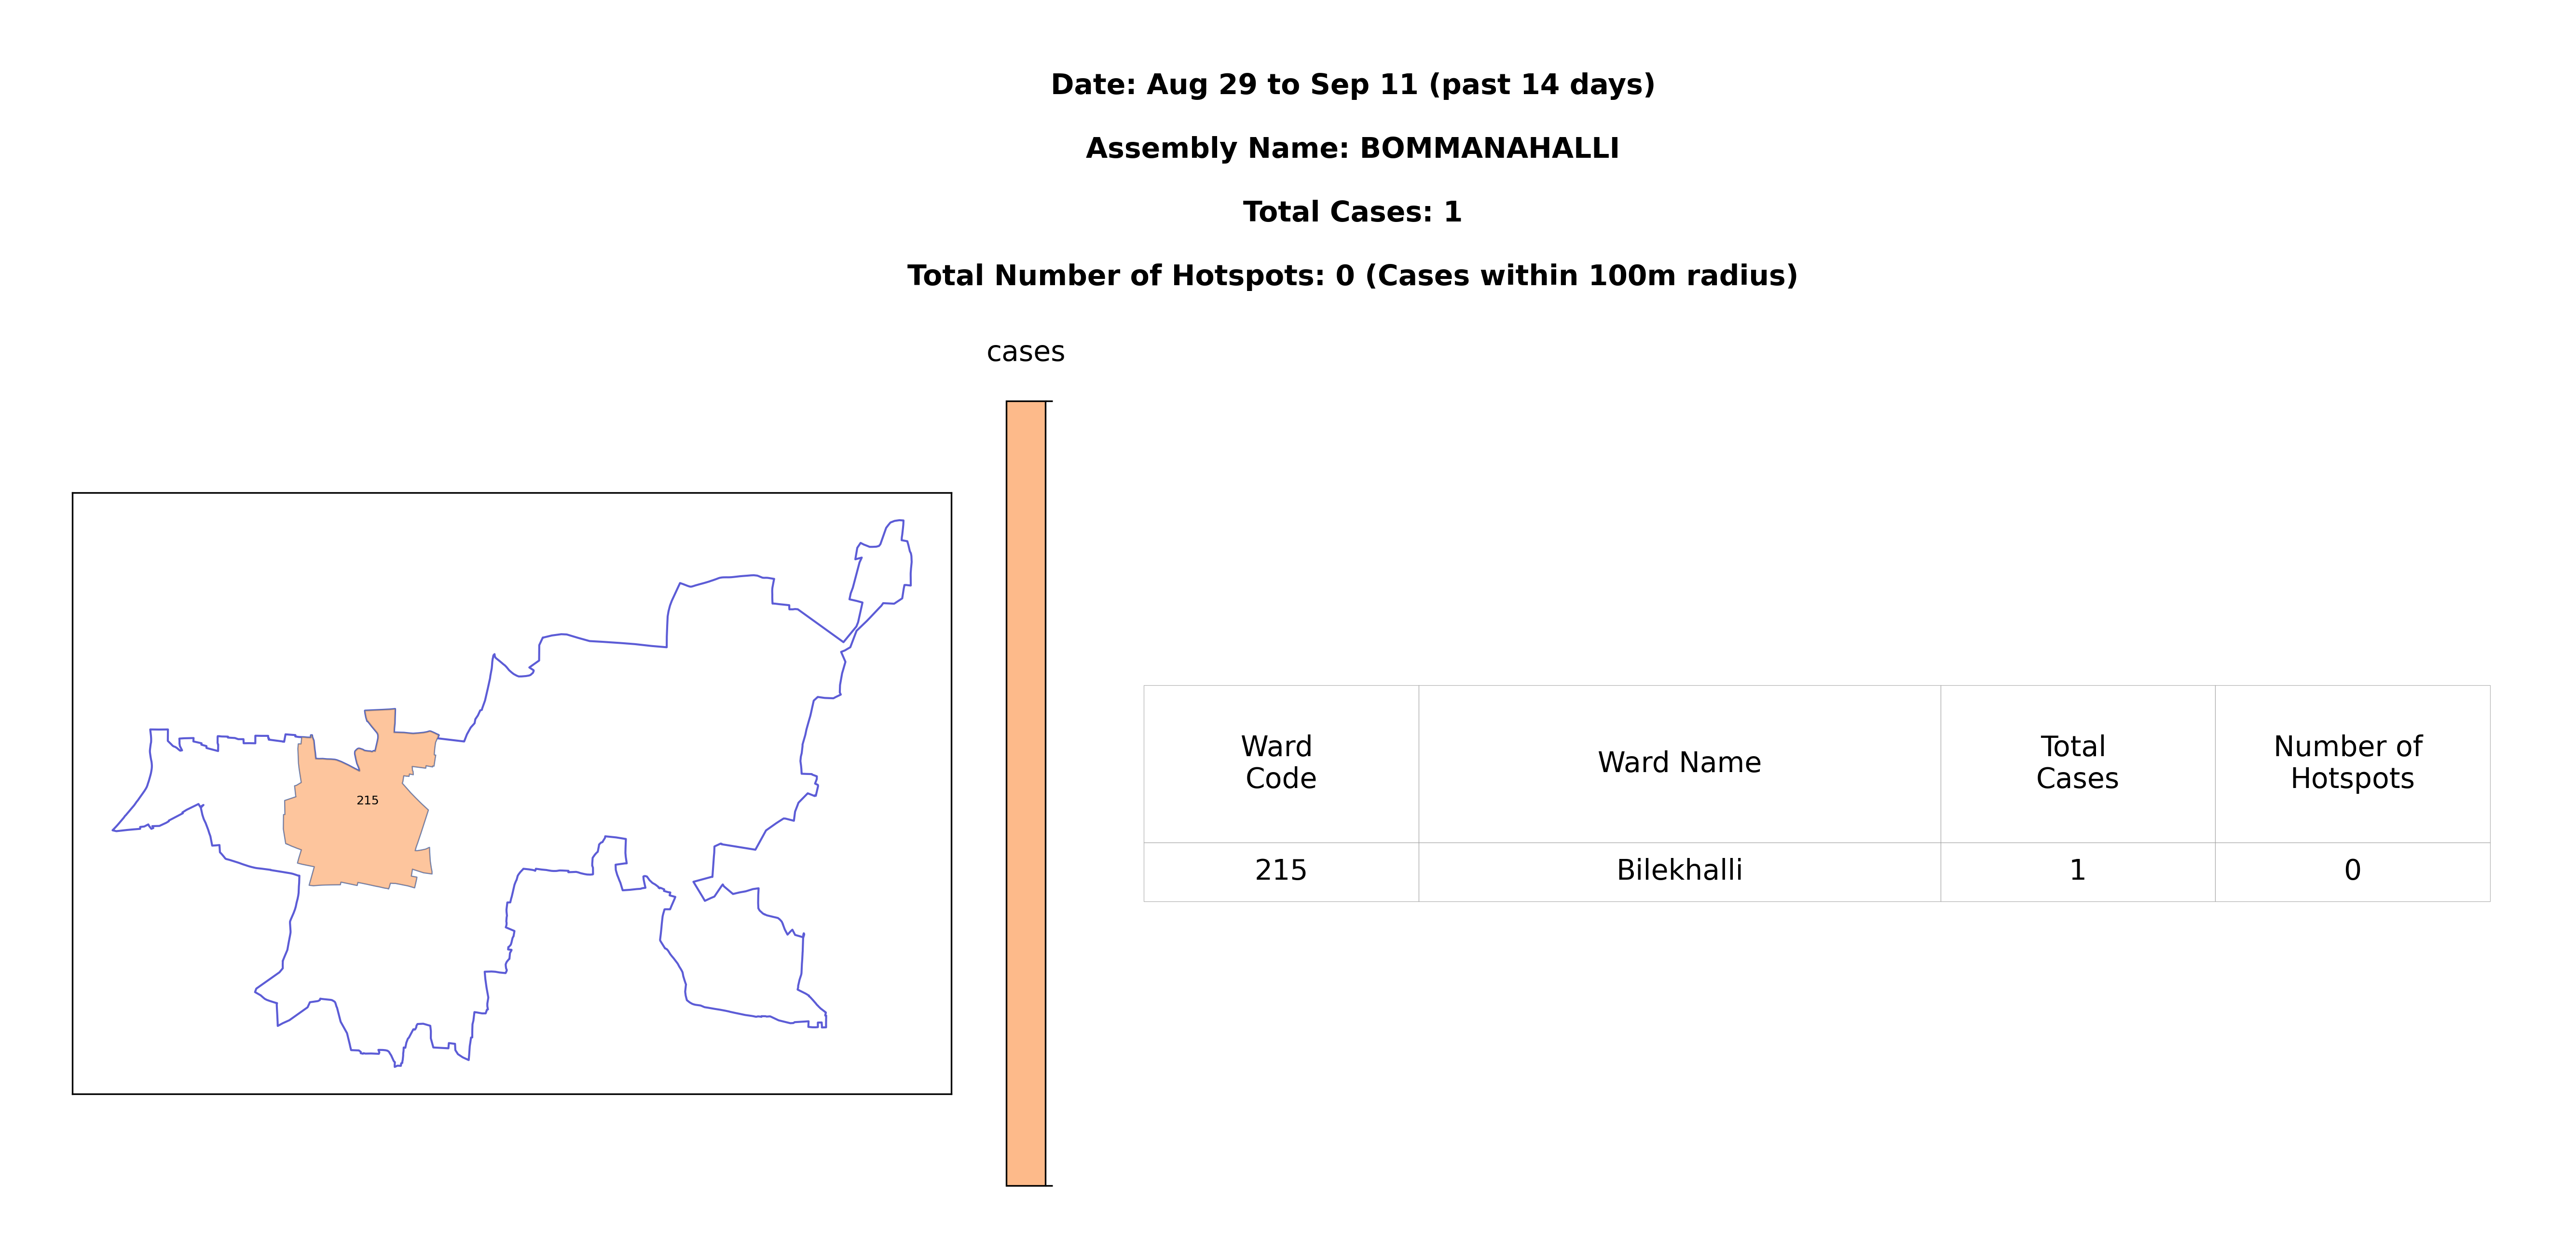 Date: Aug 29 to Sep 11 (past 14 days)
Assembly Name: BOMMANAHALLI
Total Cases: 1
Total Number of Hotspots: 0 (Cases within 100m radius)
cases
215
Ward
Code
Ward Name
Total
Cases
Number of
Hotspots
215
Bilekhalli
1
0